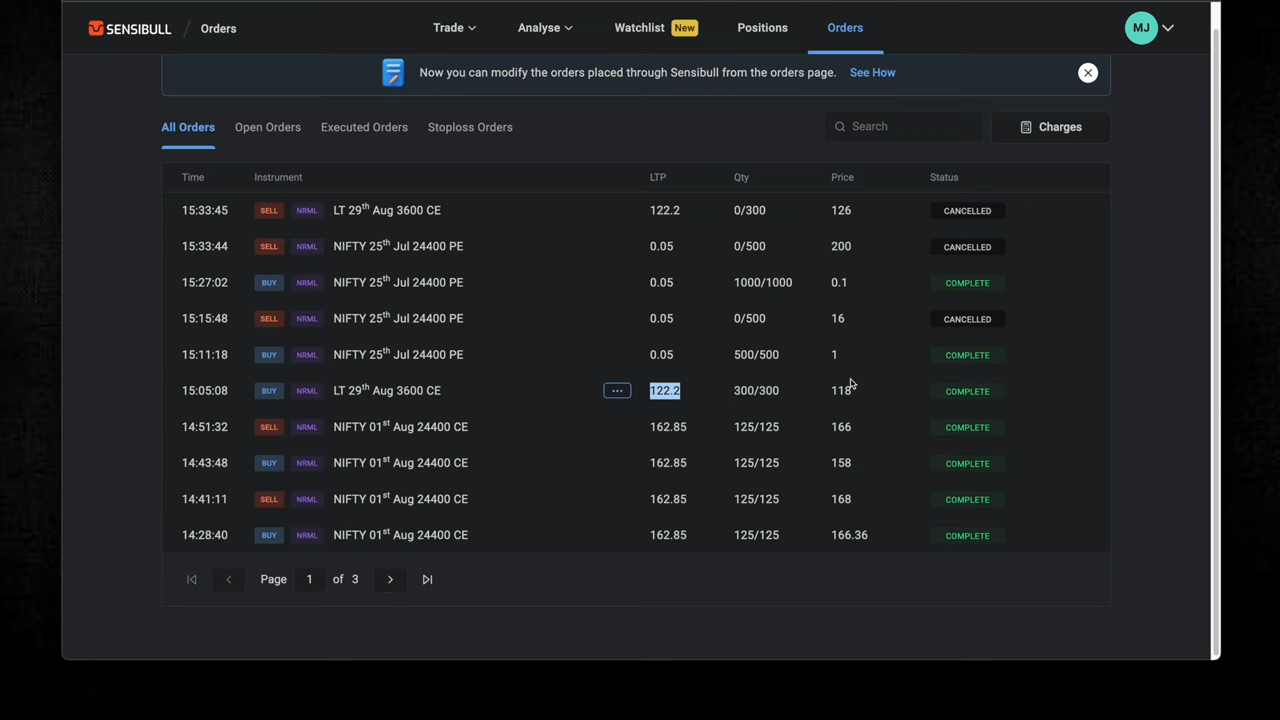 SENSIBULL / Orders Trade Analyse Watchlist New Positions Orders MJ
Now you can modify the orders placed through Sensibull from the orders page. See How
All Orders Open Orders Executed Orders Stoploss Orders Search Charges
Time Instrument LTP Qty Price Status
15:33:45 SELL NRML LT 29th Aug 3600 CE 122.2 0/300 126 CANCELLED
15:33:44 SELL NRML NIFTY 25th Jul 24400 PE 0.05 0/500 200 CANCELLED
15:27:02 BUY NRML NIFTY 25th Jul 24400 PE 0.05 1000/1000 0.1 COMPLETE
15:15:48 SELL NRML NIFTY 25th Jul 24400 PE 0.05 0/500 16 CANCELLED
15:11:18 BUY NRML NIFTY 25th Jul 24400 PE 0.05 500/500 1 COMPLETE
15:05:08 BUY NRML LT 29th Aug 3600 CE ... 122.2 300/300 118 COMPLETE
14:51:32 SELL NRML NIFTY 01st Aug 24400 CE 162.85 125/125 166 COMPLETE
14:43:48 BUY NRML NIFTY 01st Aug 24400 CE 162.85 125/125 158 COMPLETE
14:41:11 SELL NRML NIFTY 01st Aug 24400 CE 162.85 125/125 168 COMPLETE
14:28:40 BUY NRML NIFTY 01st Aug 24400 CE 162.85 125/125 166.36 COMPLETE
Page 1 of 3